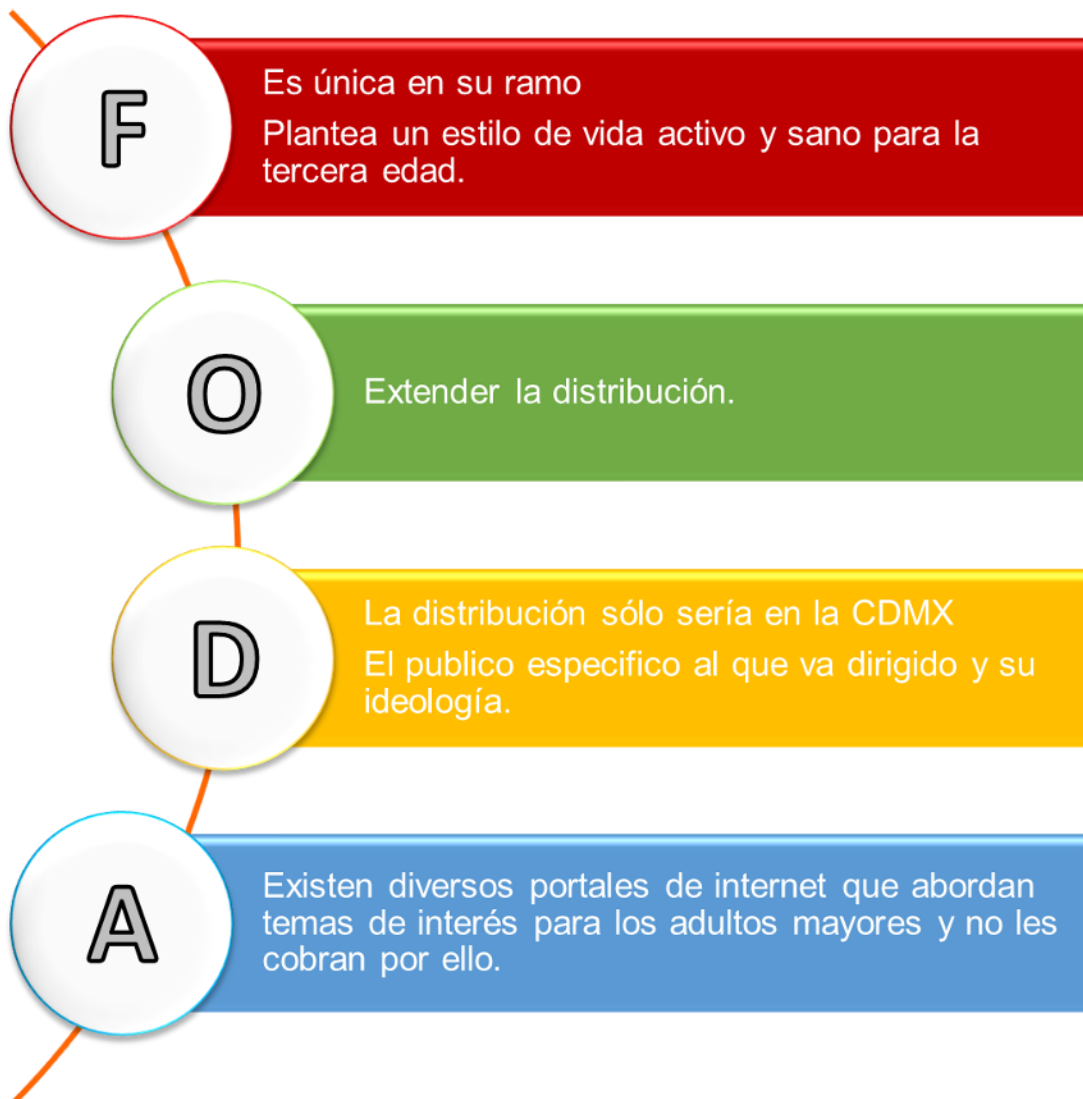 F
Es única en su ramo
Plantea un estilo de vida activo y sano para la
tercera edad.
O
Extender la distribución.
D
La distribución sólo sería en la CDMX
El publico especifico al que va dirigido y su
ideología.
A
Existen diversos portales de internet que abordan
temas de interés para los adultos mayores y no les
cobran por ello.